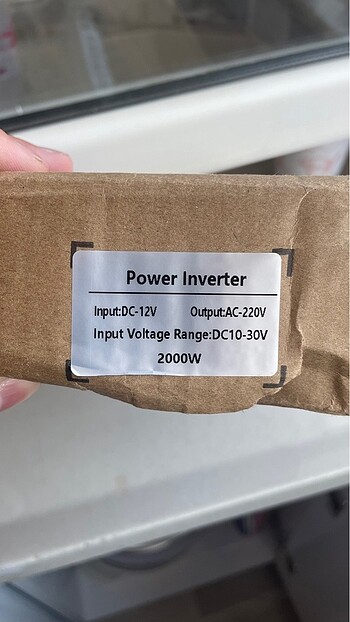 Power Inverter
Input:DC-12V Output:AC-220V
Input Voltage Range:DC10-30V
2000W